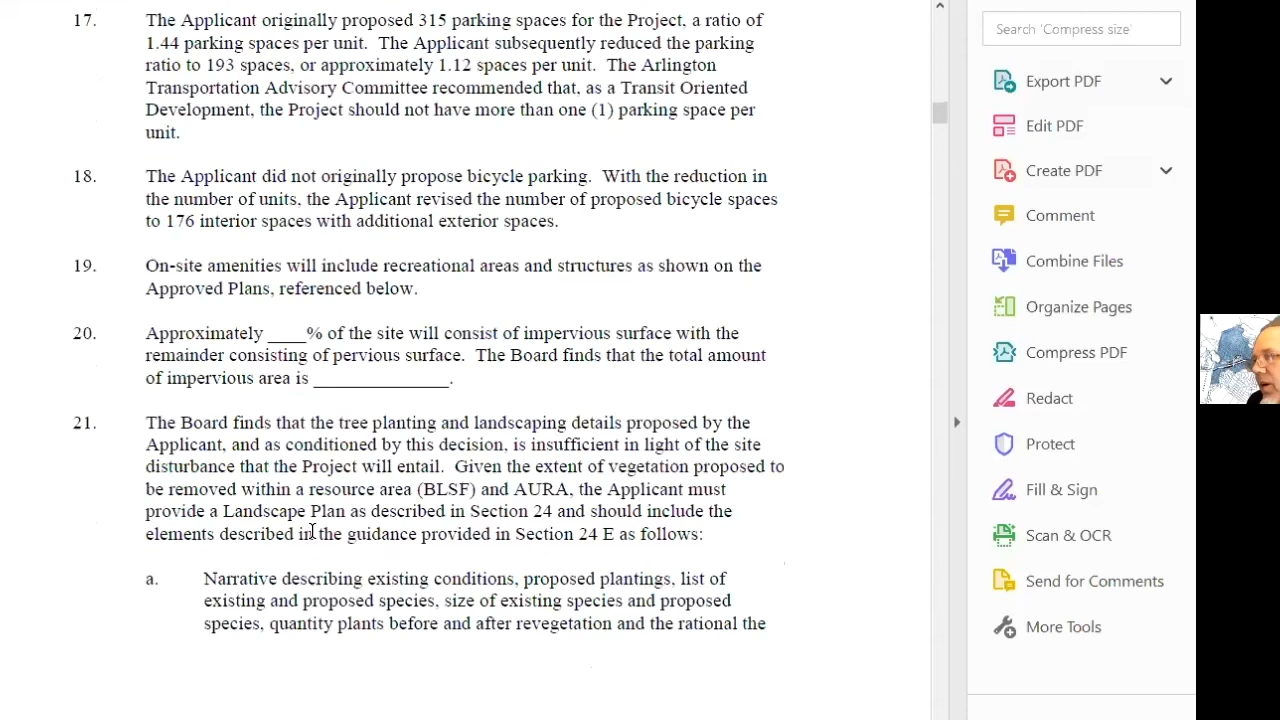 17. The Applicant originally proposed 315 parking spaces for the Project, a ratio of
1.44 parking spaces per unit. The Applicant subsequently reduced the parking
ratio to 193 spaces, or approximately 1.12 spaces per unit. The Arlington
Transportation Advisory Committee recommended that, as a Transit Oriented
Development, the Project should not have more than one (1) parking space per
unit.
18. The Applicant did not originally propose bicycle parking. With the reduction in
the number of units, the Applicant revised the number of proposed bicycle spaces
to 176 interior spaces with additional exterior spaces.
19. On-site amenities will include recreational areas and structures as shown on the
Approved Plans, referenced below.
20. Approximately ____% of the site will consist of impervious surface with the
remainder consisting of pervious surface. The Board finds that the total amount
of impervious area is ______________.
21. The Board finds that the tree planting and landscaping details proposed by the
Applicant, and as conditioned by this decision, is insufficient in light of the site
disturbance that the Project will entail. Given the extent of vegetation proposed to
be removed within a resource area (BLSF) and AURA, the Applicant must
provide a Landscape Plan as described in Section 24 and should include the
elements described in the guidance provided in Section 24 E as follows:
a. Narrative describing existing conditions, proposed plantings, list of
existing and proposed species, size of existing species and proposed
species, quantity plants before and after revegetation and the rational the
Search 'Compress size'
Export PDF
Edit PDF
Create PDF
Comment
Combine Files
Organize Pages
Compress PDF
Redact
Protect
Fill & Sign
Scan & OCR
Send for Comments
More Tools